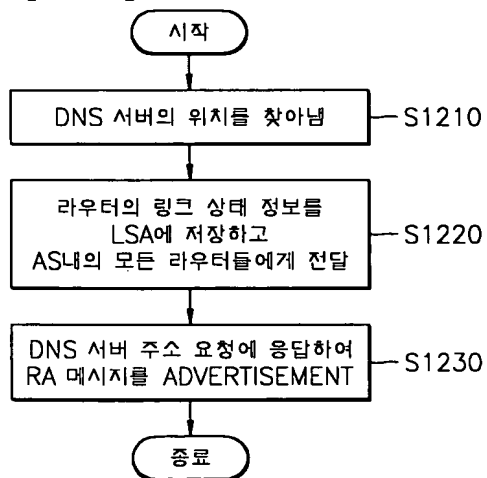 시작
DNS 서버의 위치를 찾아냄
S1210
라우터의 링크 상태 정보를
LSA에 저장하고
AS내의 모든 라우터들에게 전달
S1220
DNS 서버 주소 요청에 응답하여
RA 메시지를 ADVERTISEMENT
S1230
종료